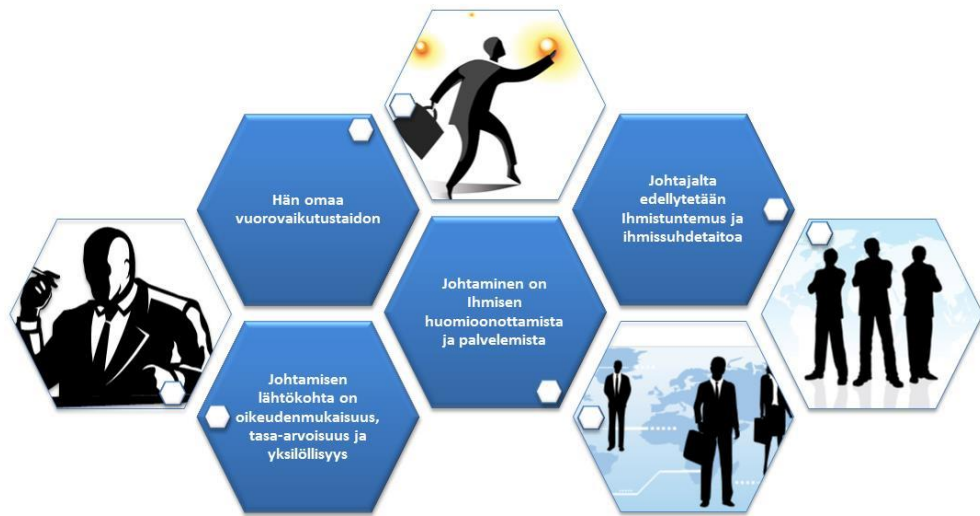 Hän omaa
vuorovaikutustaidon
Johtajalta
edellytetään
Ihmistuntemus ja
ihmissuhdetaitoa
Johtaminen on
Ihmisen
huomioonottamista
ja palvelemista
Johtamisen
lähtökohta on
oikeudenmukaisuus,
tasa-arvoisuus ja
yksilöllisyys